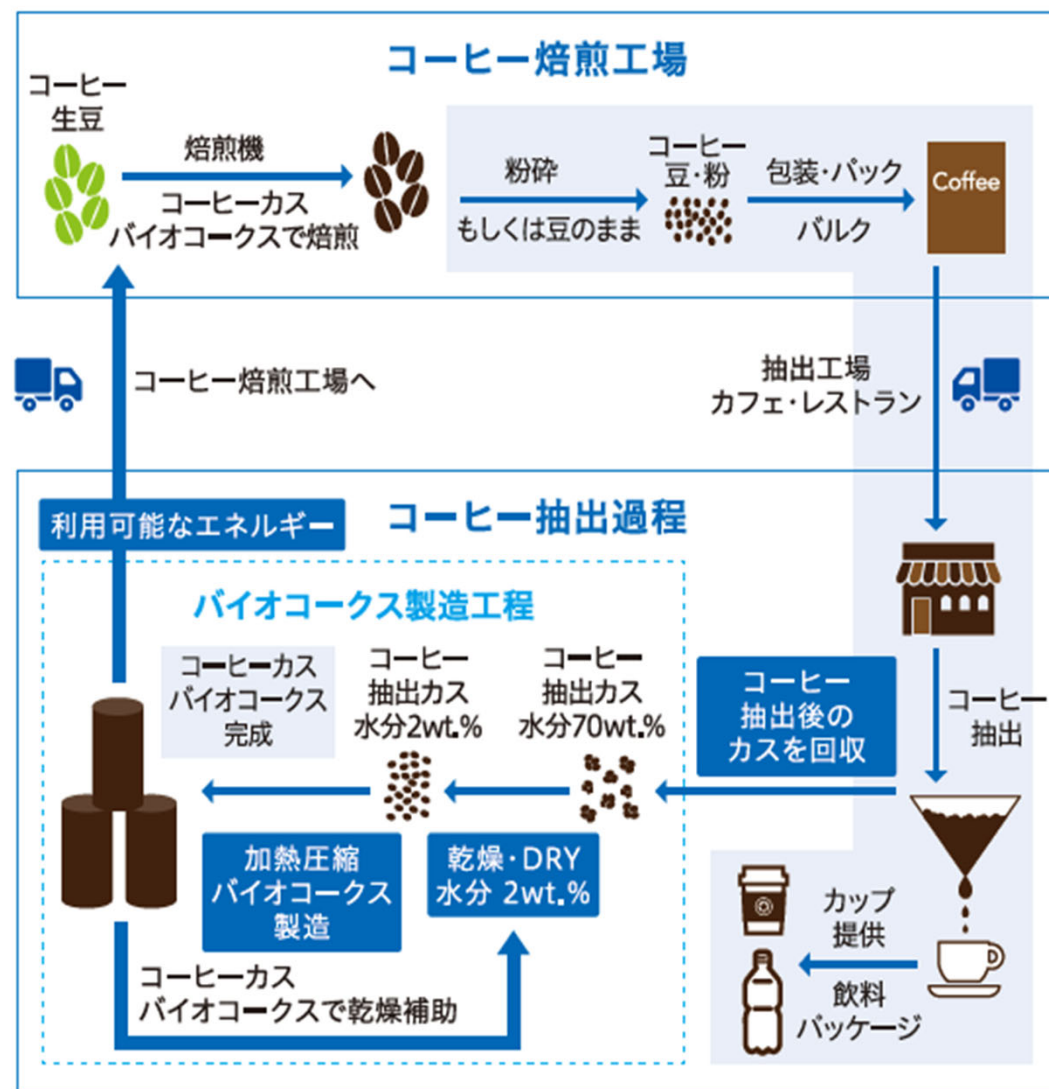 コーヒー焙煎工場
コーヒー
生豆
焙煎機
コーヒーカス
バイオコークスで焙煎
粉砕
もしくは豆のまま
コーヒー
豆・粉
包装・パック
バルク
Coffee
コーヒー焙煎工場へ
抽出工場
カフェ・レストラン
利用可能なエネルギー
コーヒー抽出過程
バイオコークス製造工程
コーヒーカス
バイオコークス
完成
コーヒー
抽出カス
水分2wt.%
コーヒー
抽出カス
水分70wt.%
コーヒー
抽出後の
カスを回収
コーヒー
抽出
加熱圧縮
バイオコークス
製造
乾燥・DRY
水分 2wt.%
カップ
提供
飲料
パッケージ
コーヒーカス
バイオコークスで乾燥補助